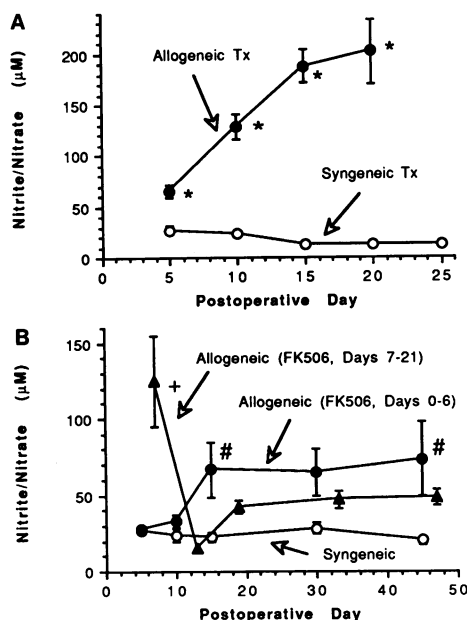 A
Nitrite/Nitrate (µM)
200
150
100
50
0
Allogeneic Tx
*
*
*
*
Syngeneic Tx
0 5 10 15 20 25
Postoperative Day
B
Nitrite/Nitrate (µM)
150
100
50
0
+
Allogeneic (FK506, Days 7-21)
Allogeneic (FK506, Days 0-6)
#
#
Syngeneic
0 10 20 30 40 50
Postoperative Day